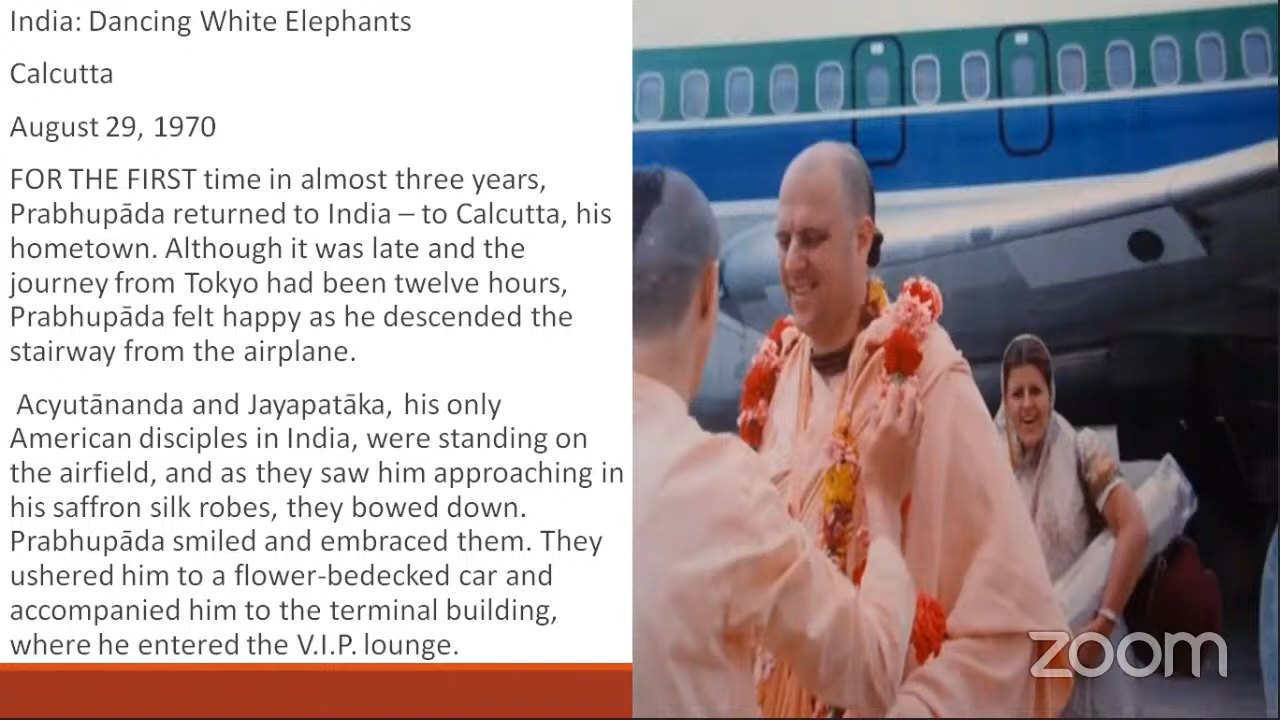 India: Dancing White Elephants
Calcutta
August 29, 1970
FOR THE FIRST time in almost three years,
Prabhupāda returned to India – to Calcutta, his
hometown. Although it was late and the
journey from Tokyo had been twelve hours,
Prabhupāda felt happy as he descended the
stairway from the airplane.
Acyutānanda and Jayapatāka, his only
American disciples in India, were standing on
the airfield, and as they saw him approaching in
his saffron silk robes, they bowed down.
Prabhupāda smiled and embraced them. They
ushered him to a flower-bedecked car and
accompanied him to the terminal building,
where he entered the V.I.P. lounge.
zoom